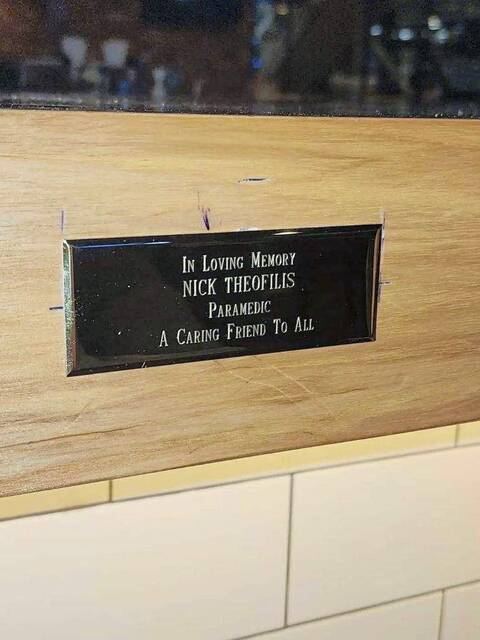 In Loving Memory
NICK THEOFILIS
Paramedic
A Caring Friend To All